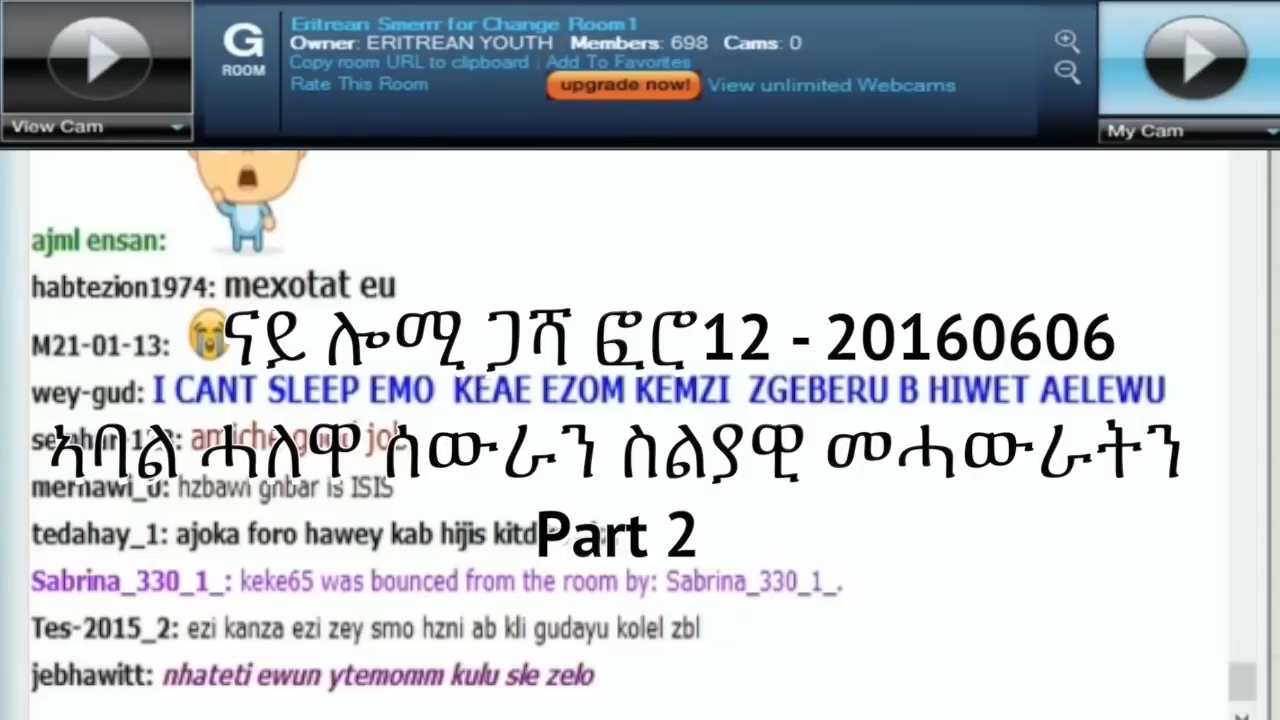 Eritrean Smerrr for Change Room1
G ROOM
Owner: ERITREAN YOUTH Members: 698 Cams: 0
Copy room URL to clipboard | Add To Favorites
Rate This Room upgrade now! View unlimited Webcams
View Cam
My Cam
ajml ensan:
habtezion1974: mexotat eu
ናይ ሎሚ ጋሻ ፎሮ12 - 20160606
M21-01-13:
wey-gud: I CANT SLEEP EMO KEAE EZOM KEMZI ZGEBERU B HIWET AELEWU
amiche good job
ኣባል ሓለዋ ሰውራን ስልያዊ መሓውራትን
mernawi_0: hzbawi gnbar is ISIS
tedahay_1: ajoka foro hawey kab hijis
Part 2
Sabrina_330_1_: keke65 was bounced from the room by: Sabrina_330_1_.
Tes-2015_2: ezi kanza ezi zey smo hzni ab kli gudayu kolel zbl
jebhawitt: nhateti ewun ytemomm kulu sle zelo